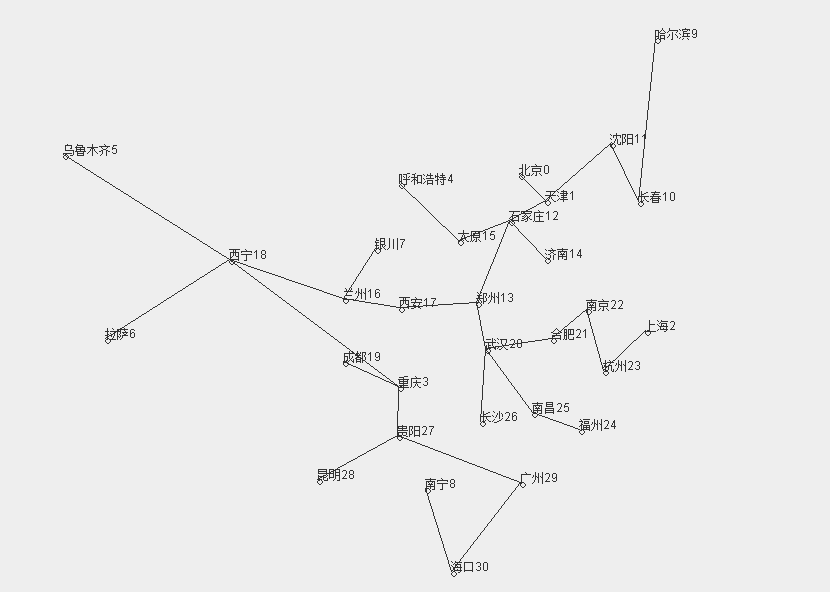 哈尔滨9
沈阳11
乌鲁木齐5
北京0
呼和浩特4
天津1
长春10
石家庄12
太原15
银川7
济南14
西宁18
兰州16
西安17
郑州13
南京22
上海2
拉萨6
合肥21
武汉20
成都19
杭州23
重庆3
南昌25
长沙26
福州24
贵阳27
昆明28
南宁8
广州29
海口30